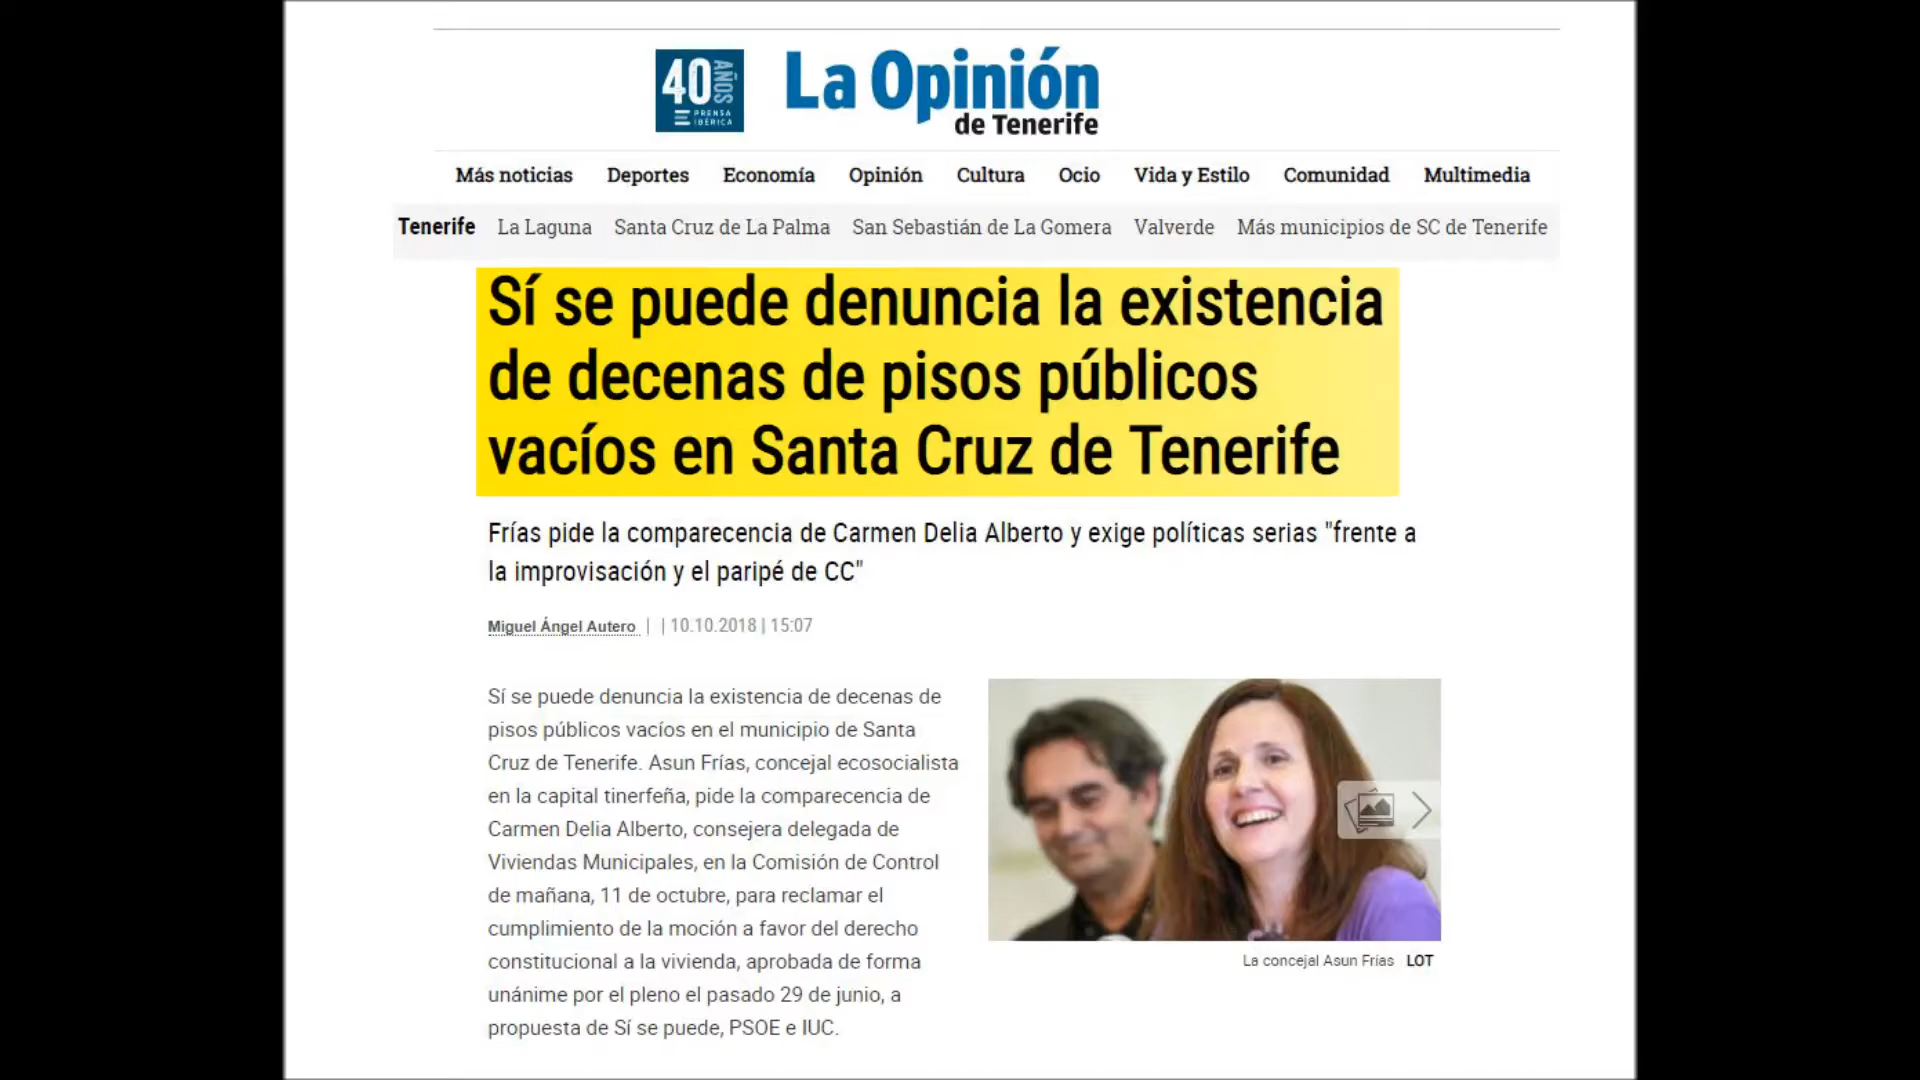 40 AÑOS
PRENSA
IBÉRICA
La Opinión
de Tenerife
Más noticias Deportes Economía Opinión Cultura Ocio Vida y Estilo Comunidad Multimedia
Tenerife La Laguna Santa Cruz de La Palma San Sebastián de La Gomera Valverde Más municipios de SC de Tenerife
Sí se puede denuncia la existencia
de decenas de pisos públicos
vacíos en Santa Cruz de Tenerife
Frías pide la comparecencia de Carmen Delia Alberto y exige políticas serias "frente a
la improvisación y el paripé de CC"
Miguel Ángel Autero | | 10.10.2018 | 15:07
Sí se puede denuncia la existencia de decenas de
pisos públicos vacíos en el municipio de Santa
Cruz de Tenerife. Asun Frías, concejal ecosocialista
en la capital tinerfeña, pide la comparecencia de
Carmen Delia Alberto, consejera delegada de
Viviendas Municipales, en la Comisión de Control
de mañana, 11 de octubre, para reclamar el
cumplimiento de la moción a favor del derecho
constitucional a la vivienda, aprobada de forma
unánime por el pleno el pasado 29 de junio, a
propuesta de Sí se puede, PSOE e IUC.
La concejal Asun Frías LOT